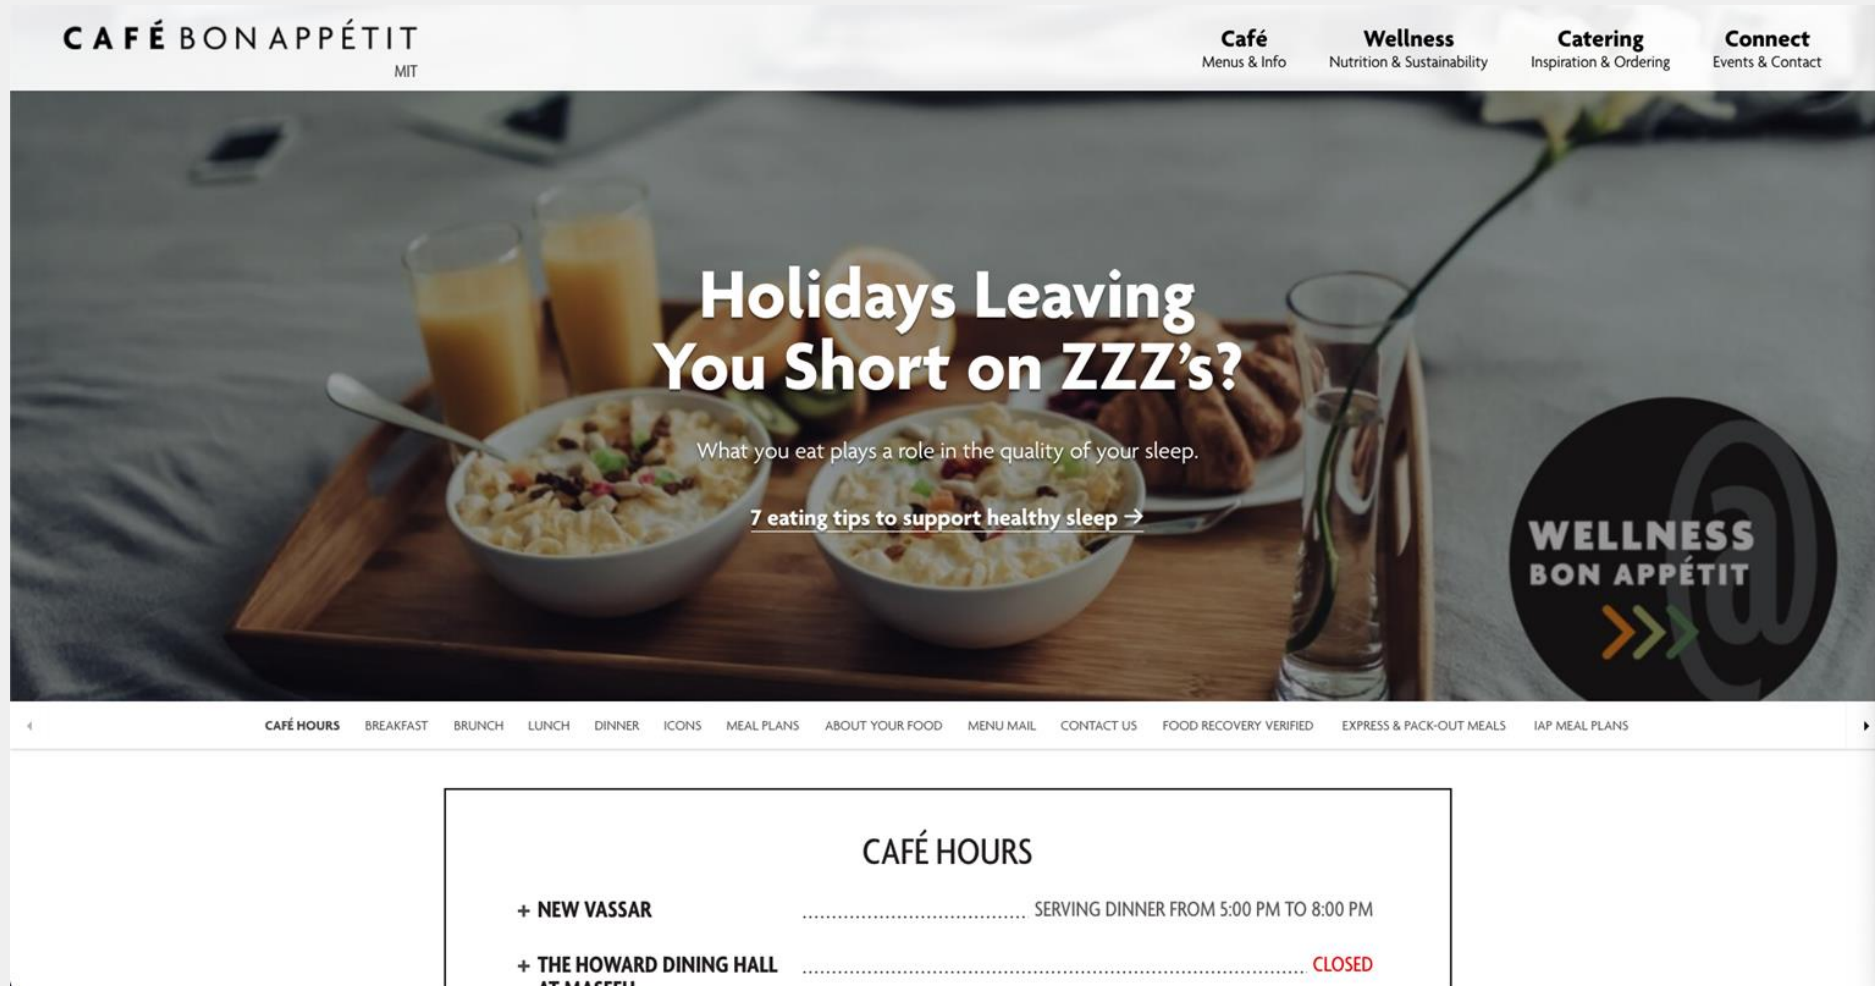 CAFÉ BON APPÉTIT
MIT
Café
Menus & Info
Wellness
Nutrition & Sustainability
Catering
Inspiration & Ordering
Connect
Events & Contact
Holidays Leaving
You Short on ZZZ's?
What you eat plays a role in the quality of your sleep.
7 eating tips to support healthy sleep →
@
WELLNESS
BON APPÉTIT
CAFÉ HOURS BREAKFAST BRUNCH LUNCH DINNER ICONS MEAL PLANS ABOUT YOUR FOOD MENU MAIL CONTACT US FOOD RECOVERY VERIFIED EXPRESS & PACK-OUT MEALS IAP MEAL PLANS
CAFÉ HOURS
+ NEW VASSAR ...................................... SERVING DINNER FROM 5:00 PM TO 8:00 PM
+ THE HOWARD DINING HALL ...................................................................................... CLOSED
AT MASEEH